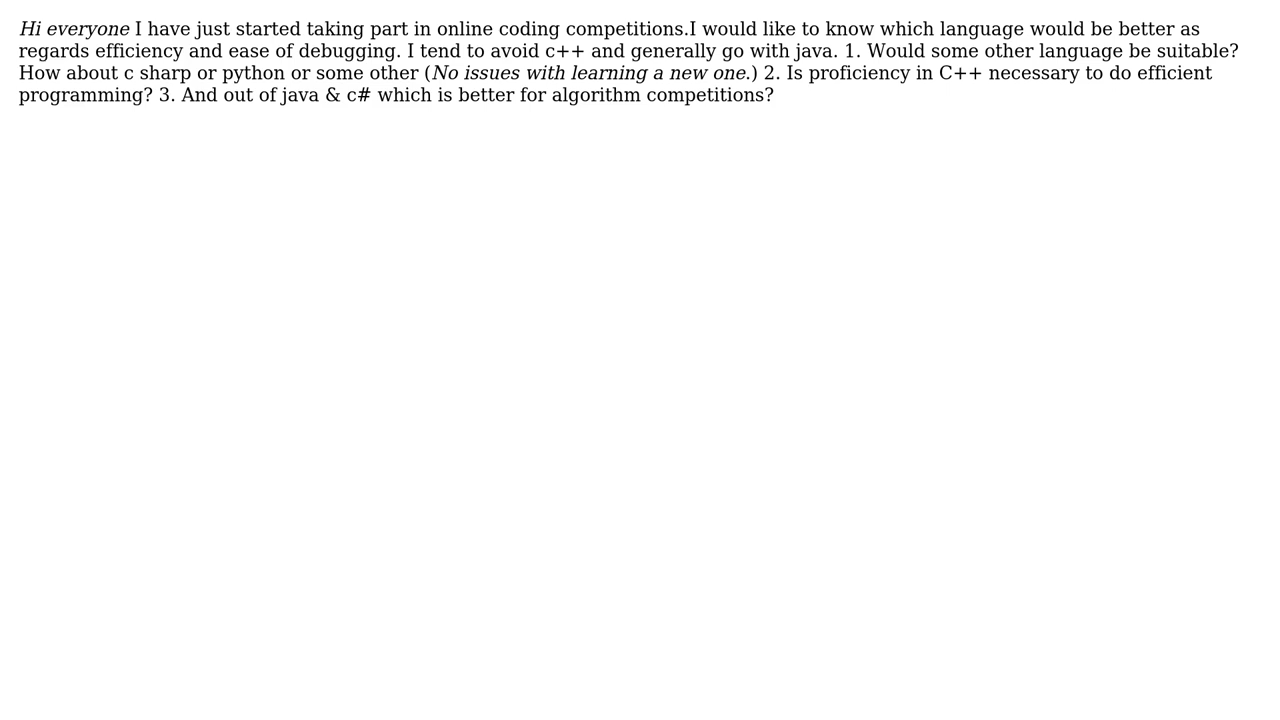 Hi everyone I have just started taking part in online coding competitions.I would like to know which language would be better as
regards efficiency and ease of debugging. I tend to avoid c++ and generally go with java. 1. Would some other language be suitable?
How about c sharp or python or some other (No issues with learning a new one.) 2. Is proficiency in C++ necessary to do efficient
programming? 3. And out of java & c# which is better for algorithm competitions?